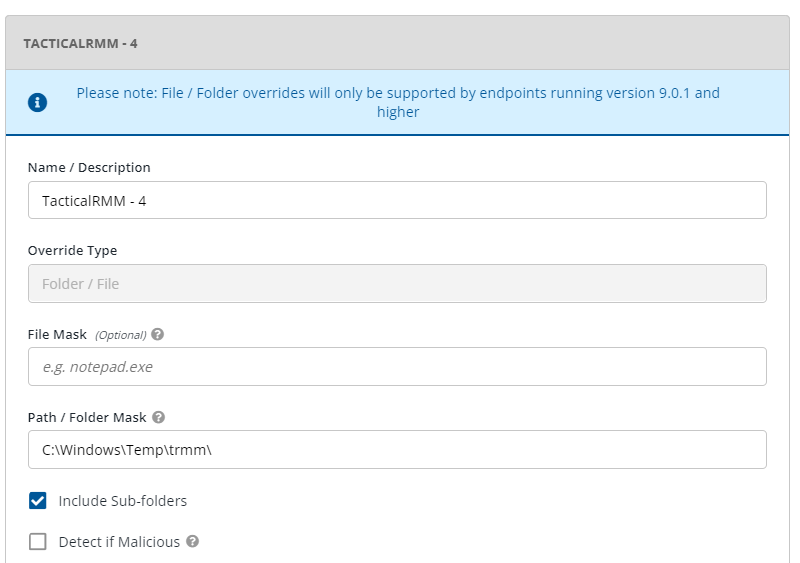 TACTICALRMM - 4
Please note: File / Folder overrides will only be supported by endpoints running version 9.0.1 and
higher
Name / Description
TacticalRMM - 4
Override Type
Folder / File
File Mask (Optional)
e.g. notepad.exe
Path / Folder Mask
C:\Windows\Temp\trmm\
Include Sub-folders
Detect if Malicious